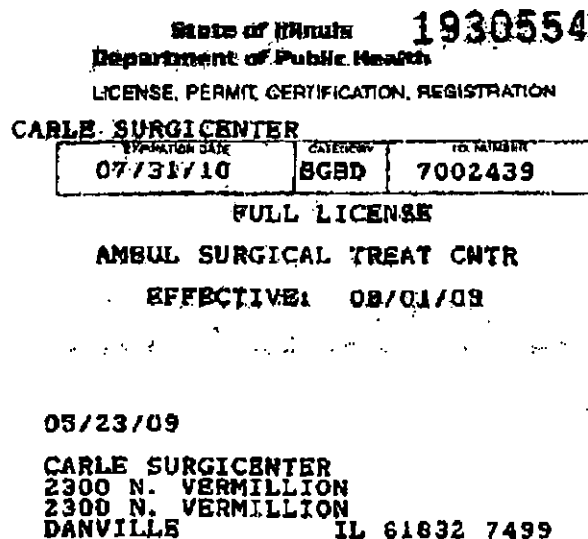 State of Illinois 1930554
Department of Public Health
LICENSE, PERMIT, CERTIFICATION, REGISTRATION
CARLE SURGICENTER
EXPIRATION DATE CATEGORY I.D. NUMBER
07/31/10 BGBD 7002439
FULL LICENSE
AMBUL SURGICAL TREAT CNTR
EFFECTIVE: 08/01/09
05/23/09
CARLE SURGICENTER
2300 N. VERMILLION
2300 N. VERMILLION
DANVILLE IL 61832 7499